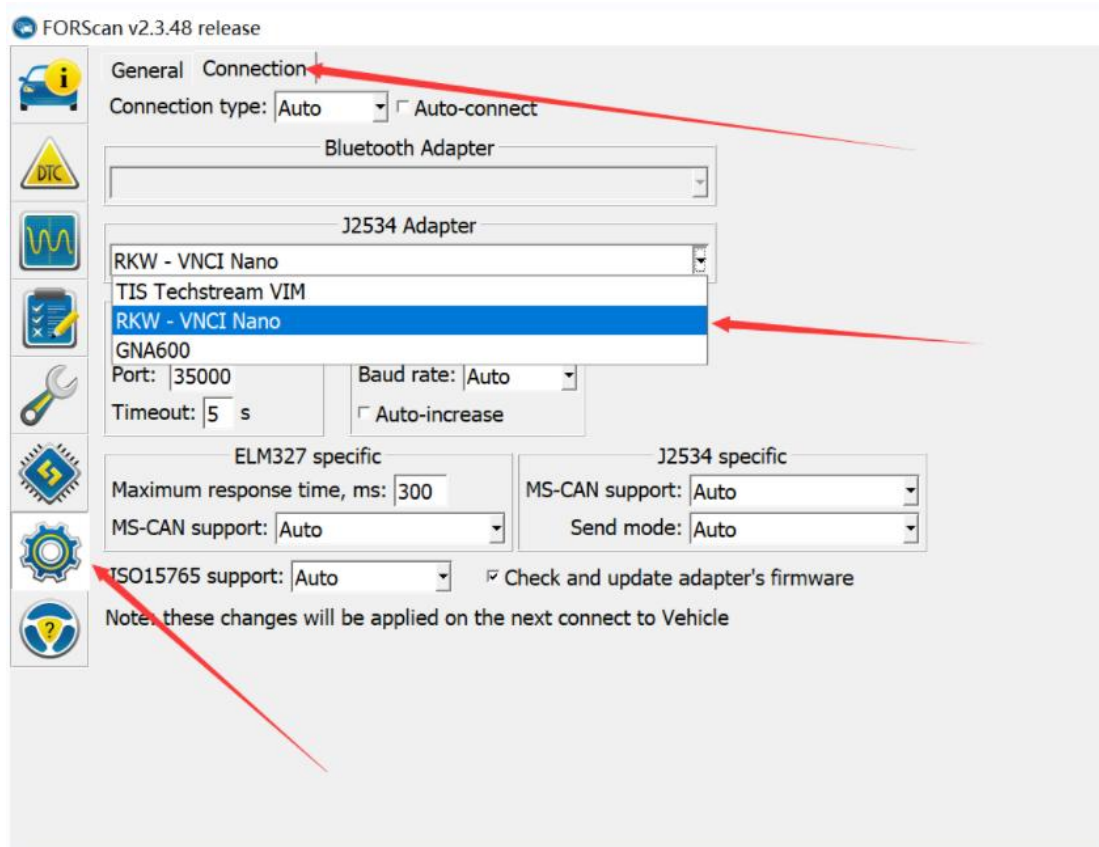 FORScan v2.3.48 release
i
General Connection
Connection type: Auto Auto-connect
Bluetooth Adapter
DTC
J2534 Adapter
RKW - VNCI Nano
TIS Techstream VIM
RKW - VNCI Nano
GNA600
Port: 35000 Baud rate: Auto
Timeout: 5 s Auto-increase
ELM327 specific J2534 specific
Maximum response time, ms: 300 MS-CAN support: Auto
MS-CAN support: Auto Send mode: Auto
ISO15765 support: Auto Check and update adapter's firmware
?
Note: these changes will be applied on the next connect to Vehicle